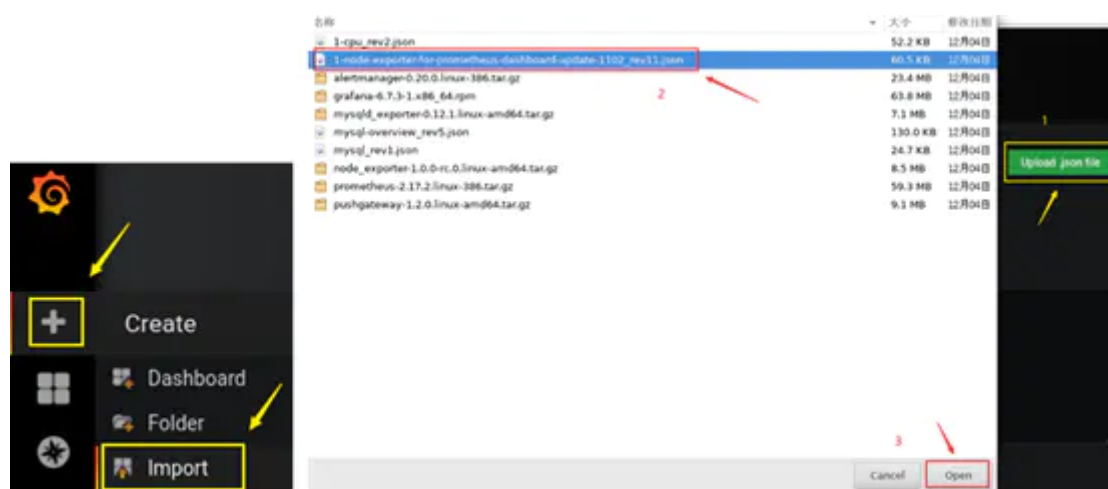 名称 大小 修改日期
1-cpu_rev2.json 52.2 KB 12月04日
1-node-exporter-for-prometheus-dashboard-update-1102_rev11.json 60.5 KB 12月04日
alertmanager-0.20.0.linux-386.tar.gz 23.4 MB 12月04日
grafana-6.7.3-1.x86_64.rpm 63.8 MB 12月04日
mysqld_exporter-0.12.1.linux-amd64.tar.gz 7.1 MB 12月04日
mysql-overview_rev5.json 130.0 KB 12月04日
mysql_rev1.json 24.7 KB 12月04日
node_exporter-1.0.0-rc.0.linux-amd64.tar.gz 8.5 MB 12月04日
prometheus-2.17.2.linux-386.tar.gz 59.3 MB 12月04日
pushgateway-1.2.0.linux-amd64.tar.gz 9.1 MB 12月04日
2
1
Upload .json file
Create
Dashboard
Folder
Import
3
Cancel Open